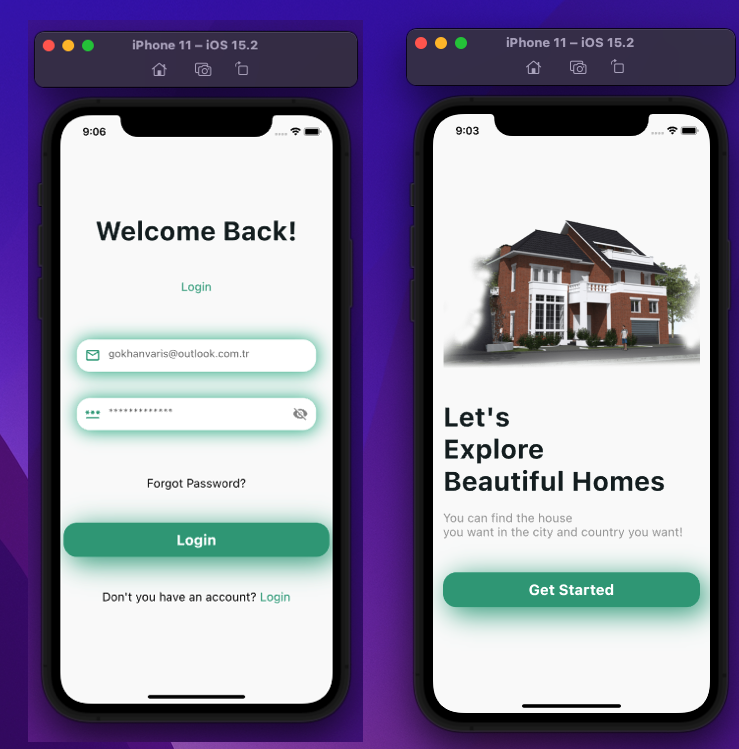 iPhone 11 – iOS 15.2
9:06
Welcome Back!
Login
gokhanvaris@outlook.com.tr
*************
Forgot Password?
Login
Don't you have an account? Login
iPhone 11 – iOS 15.2
9:03
Let's
Explore
Beautiful Homes
You can find the house
you want in the city and country you want!
Get Started